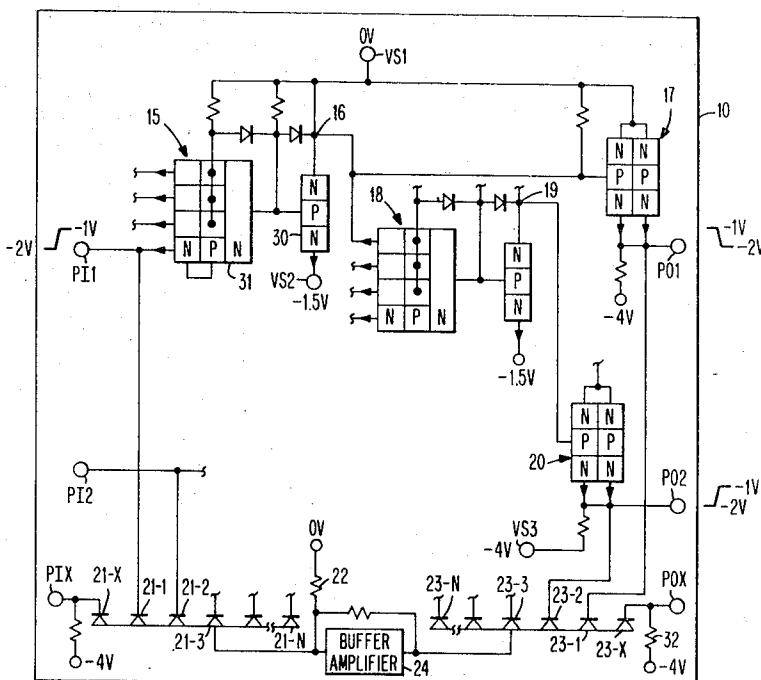 0V
VS1
10
15
16
17
N N
P P
N N
N
P
N
30
18
19
-1V
-2V
PI1
N P N
31
VS2
-1.5V
N
P
N
N P N
-1V
-2V
PO1
-4V
-1.5V
N N
P P
N N
20
PI2
-1V
-2V
PO2
VS3
-4V
0V
22
PIX
21-X
21-1
21-2
21-3
21-N
23-N
23-3
23-2
23-1
23-X
POX
32
-4V
-4V
BUFFER
AMPLIFIER
24